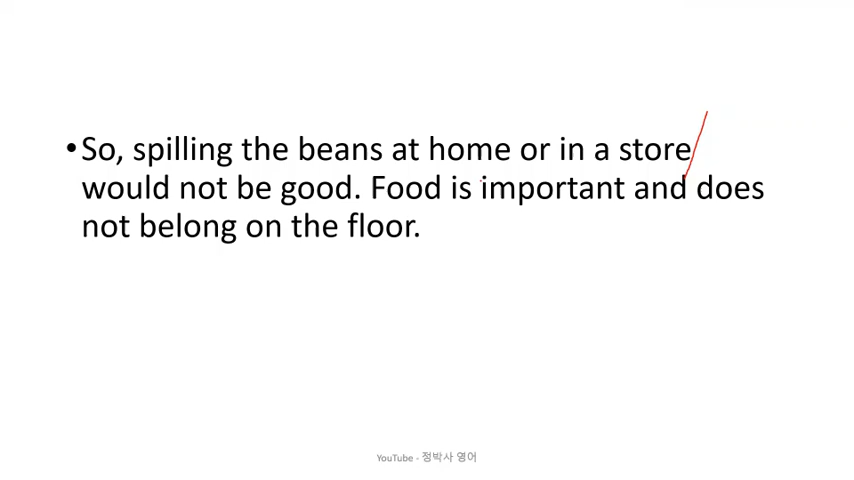 •So, spilling the beans at home or in a store
would not be good. Food is important and does
not belong on the floor.
YouTube - 정박사 영어